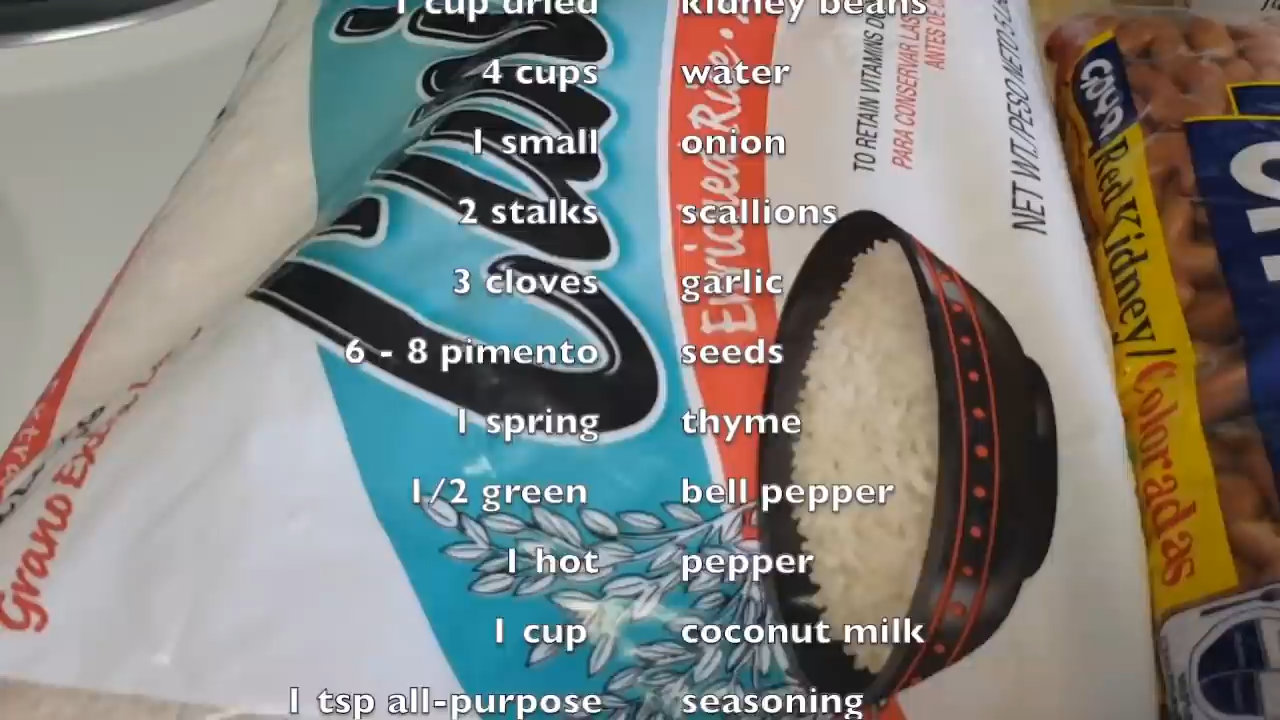 1 cup dried kidney beans
4 cups water
1 small onion
2 stalks scallions
3 cloves garlic
6 - 8 pimento seeds
1 spring thyme
1/2 green bell pepper
1 hot pepper
1 cup coconut milk
1 tsp all-purpose seasoning
Enriched Rice
TO RETAIN VITAMINS
PARA CONSERVAR LAS
ANTES DE
NET WT./PESO NETO
Grano
GOYA
Red Kidney/Coloradas